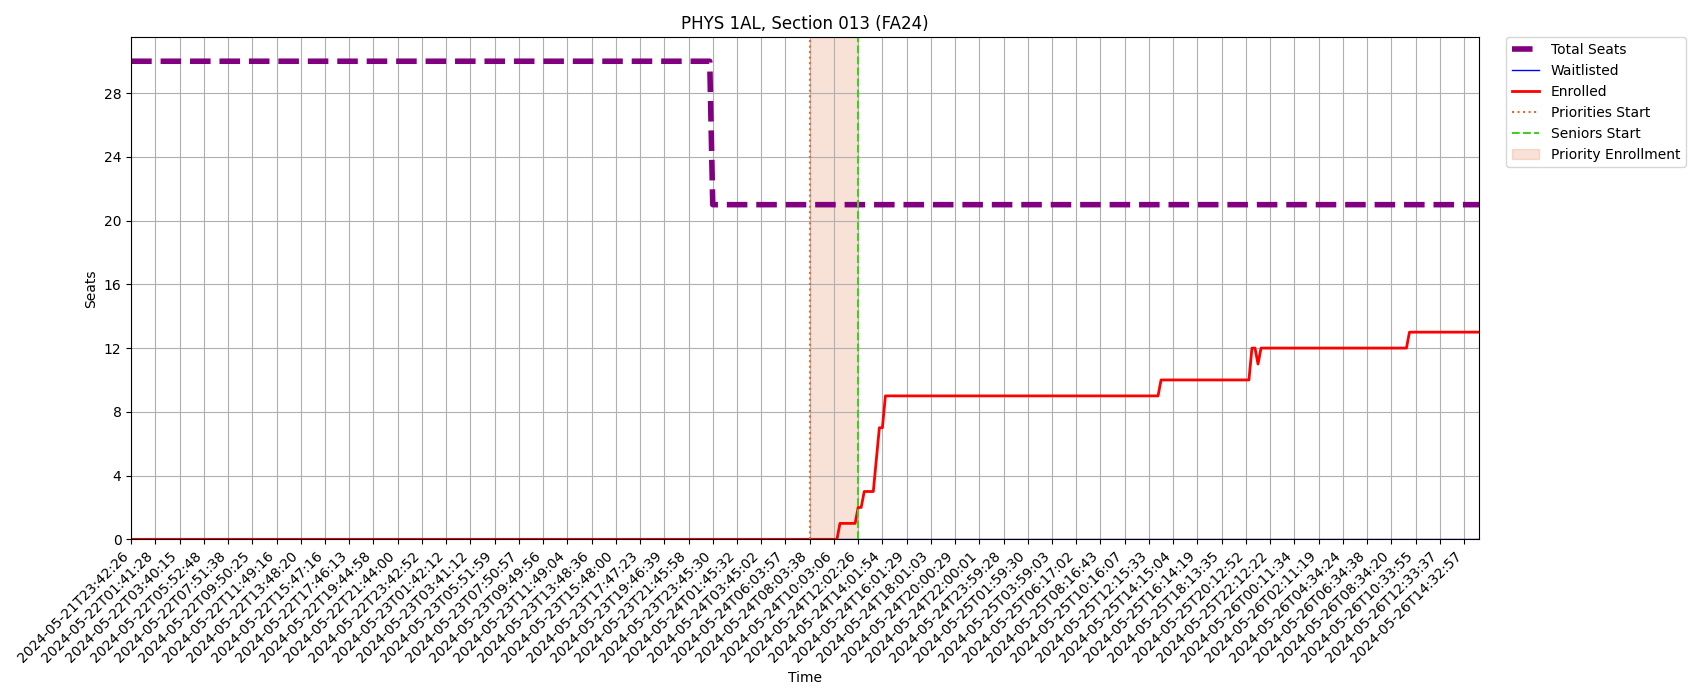 PHYS 1AL, Section 013 (FA24)
Total Seats
Waitlisted
Enrolled
Priorities Start
Seniors Start
Priority Enrollment
Seats
28
24
20
16
12
8
4
0
2024-05-21T23:42:26
2024-05-22T01:41:28
2024-05-22T03:40:15
2024-05-22T05:52:48
2024-05-22T07:51:38
2024-05-22T09:50:25
2024-05-22T11:49:16
2024-05-22T13:48:20
2024-05-22T15:47:16
2024-05-22T17:46:13
2024-05-22T19:44:58
2024-05-22T21:44:00
2024-05-22T23:42:52
2024-05-23T01:42:12
2024-05-23T03:41:12
2024-05-23T05:51:59
2024-05-23T07:50:57
2024-05-23T09:49:56
2024-05-23T11:49:04
2024-05-23T13:48:36
2024-05-23T15:48:00
2024-05-23T17:47:23
2024-05-23T19:46:39
2024-05-23T21:45:58
2024-05-23T23:45:30
2024-05-24T01:45:32
2024-05-24T03:45:02
2024-05-24T06:03:57
2024-05-24T08:03:38
2024-05-24T10:03:06
2024-05-24T12:02:26
2024-05-24T14:01:54
2024-05-24T16:01:29
2024-05-24T18:01:03
2024-05-24T20:00:29
2024-05-24T22:00:01
2024-05-24T23:59:28
2024-05-25T01:59:30
2024-05-25T03:59:03
2024-05-25T06:17:02
2024-05-25T08:16:43
2024-05-25T10:16:07
2024-05-25T12:15:33
2024-05-25T14:15:04
2024-05-25T16:14:19
2024-05-25T18:13:35
2024-05-25T20:12:52
2024-05-25T22:12:22
2024-05-26T00:11:34
2024-05-26T02:11:19
2024-05-26T04:34:24
2024-05-26T06:34:38
2024-05-26T08:34:20
2024-05-26T10:33:55
2024-05-26T12:33:37
2024-05-26T14:32:57
Time